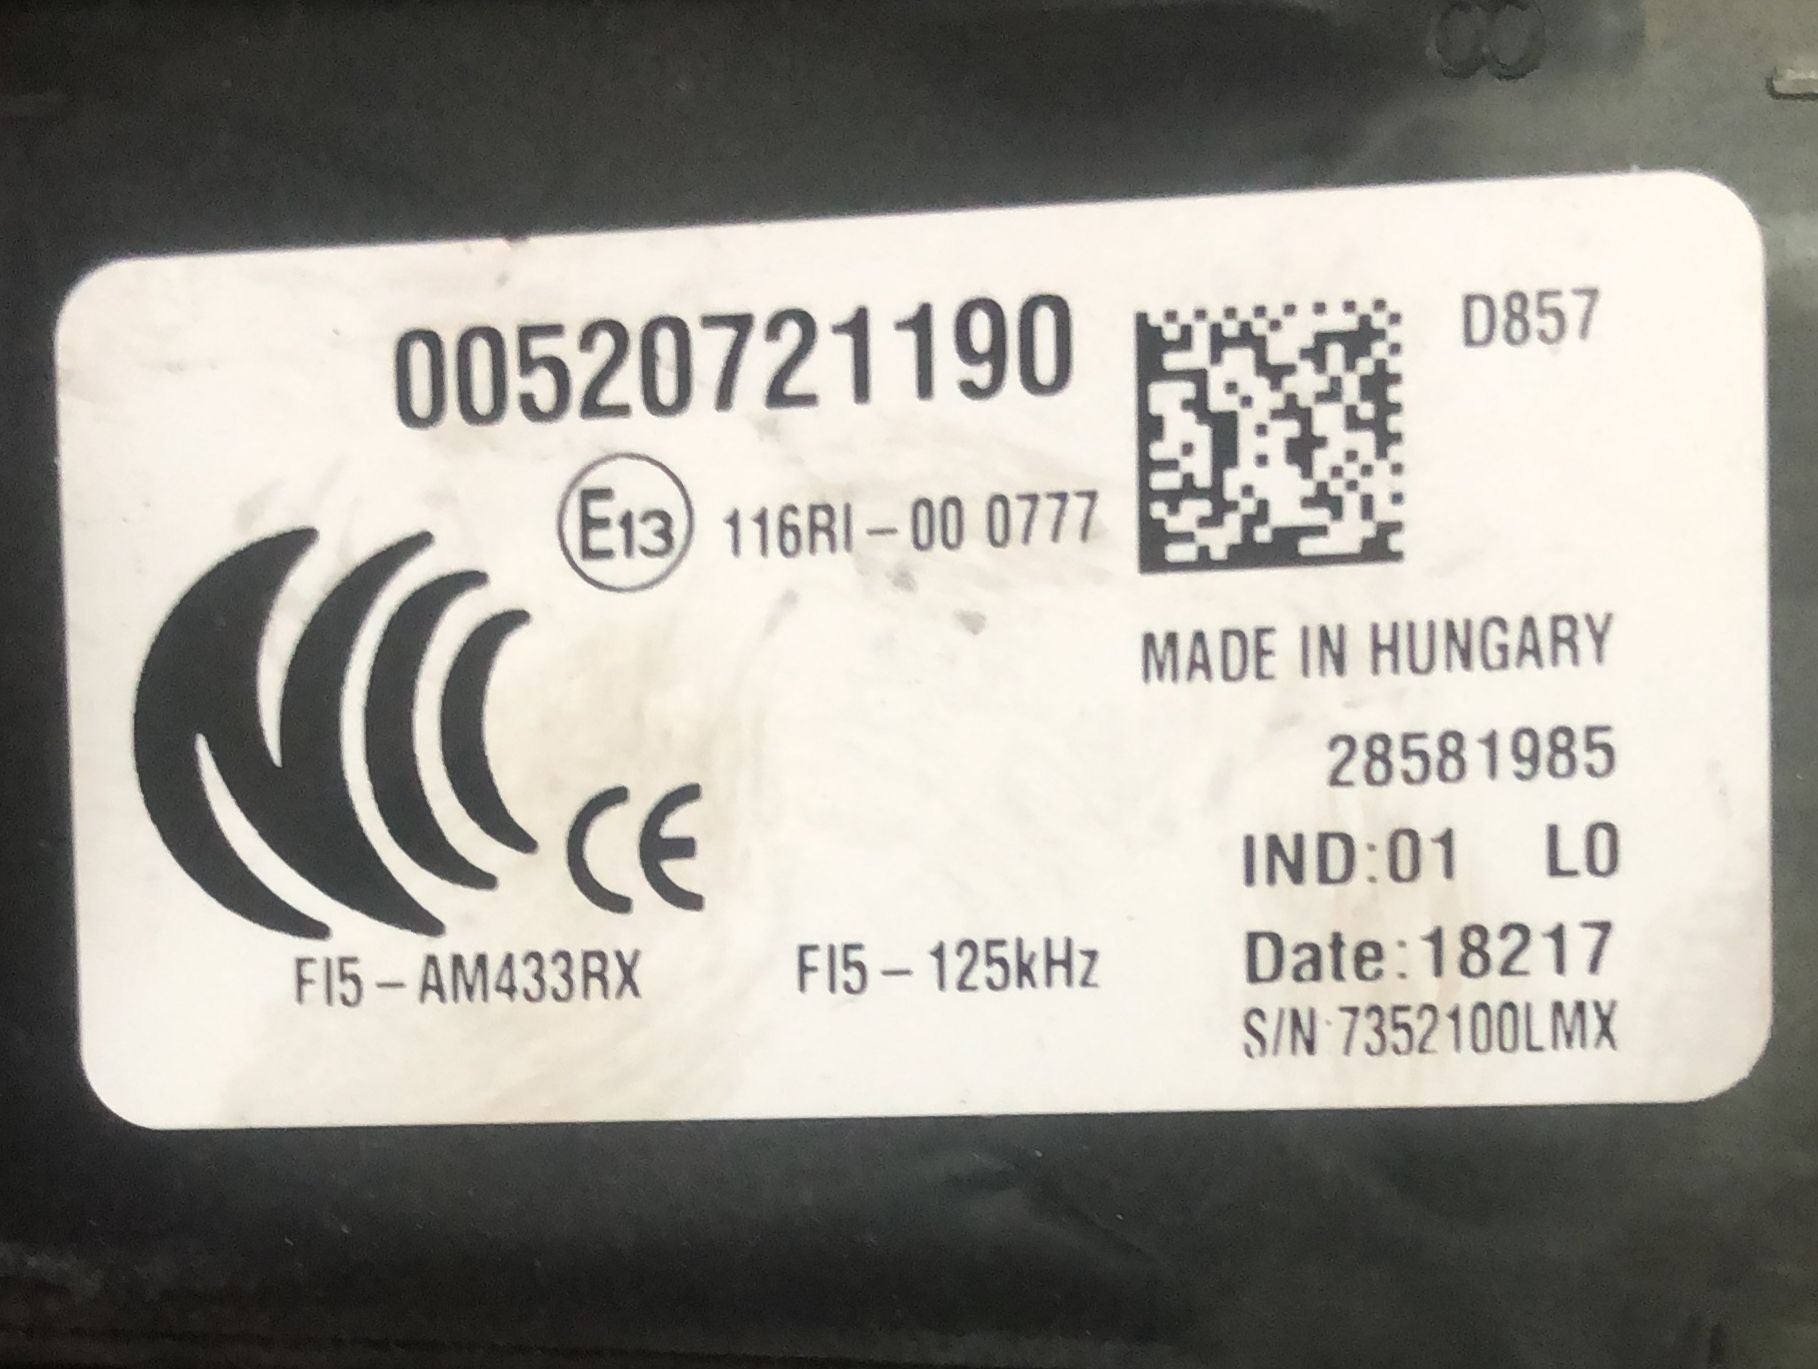 00520721190
D857
E13 116RI-00 0777
MADE IN HUNGARY
28581985
IND:01 L0
CE
FI5-AM433RX FI5-125kHz Date:18217
S/N 7352100LMX